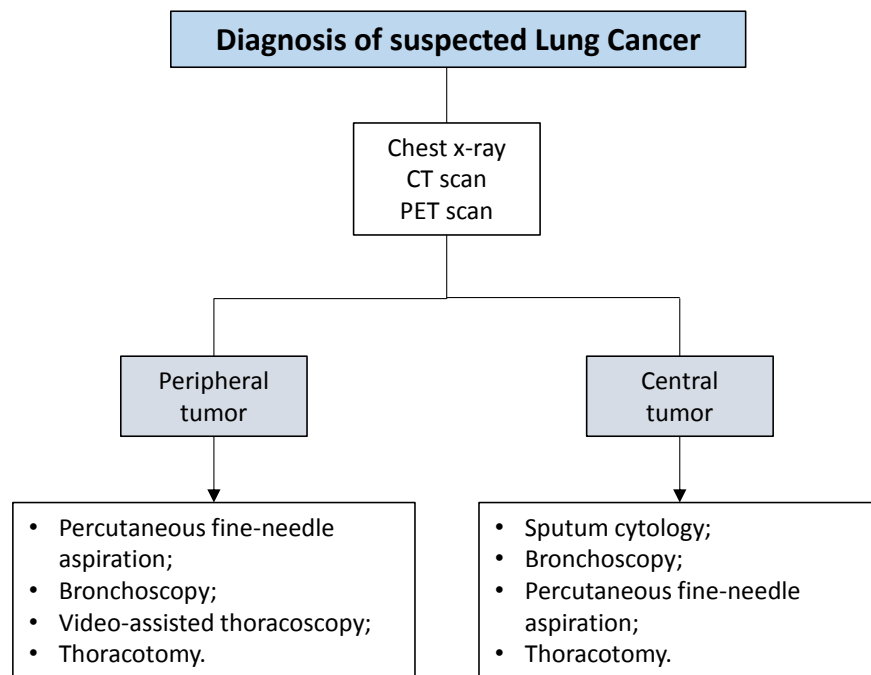 Diagnosis of suspected Lung Cancer
Chest x-ray
CT scan
PET scan
Peripheral
tumor
Central
tumor
• Percutaneous fine-needle
aspiration;
• Bronchoscopy;
• Video-assisted thoracoscopy;
• Thoracotomy.
• Sputum cytology;
• Bronchoscopy;
• Percutaneous fine-needle
aspiration;
• Thoracotomy.